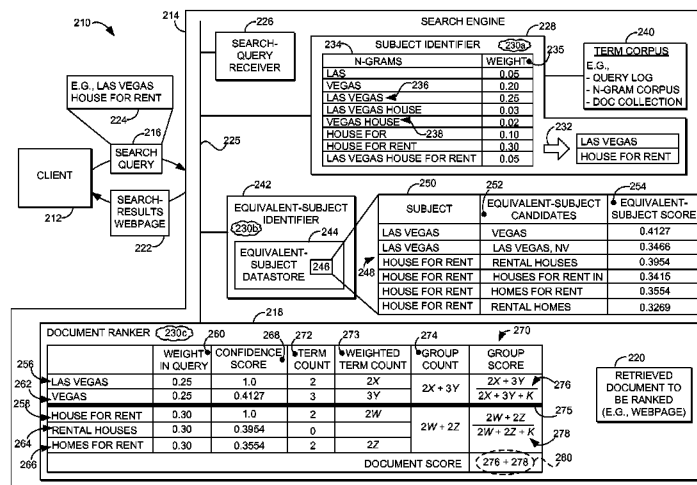 210
214
SEARCH ENGINE
226
SEARCH-
QUERY
RECEIVER
228
SUBJECT IDENTIFIER 230a
234
235
N-GRAMS WEIGHT
LAS 0.05
VEGAS 0.20
LAS VEGAS 236 0.25
LAS VEGAS HOUSE 0.03
VEGAS HOUSE 238 0.02
HOUSE FOR 0.10
HOUSE FOR RENT 0.30
LAS VEGAS HOUSE FOR RENT 0.05
240
TERM CORPUS
E.G.,
- QUERY LOG
- N-GRAM CORPUS
- DOC COLLECTION
232
LAS VEGAS
HOUSE FOR RENT
E.G., LAS VEGAS
HOUSE FOR RENT
224
216
SEARCH
QUERY
225
CLIENT
212
SEARCH-
RESULTS
WEBPAGE
222
242
EQUIVALENT-SUBJECT
IDENTIFIER
230b
244
EQUIVALENT-
SUBJECT
DATASTORE
246
248
250
252
254
SUBJECT EQUIVALENT-SUBJECT CANDIDATES EQUIVALENT-SUBJECT SCORE
LAS VEGAS VEGAS 0.4127
LAS VEGAS LAS VEGAS, NV 0.3466
HOUSE FOR RENT RENTAL HOUSES 0.3954
HOUSE FOR RENT HOUSES FOR RENT IN 0.3415
HOUSE FOR RENT HOMES FOR RENT 0.3554
HOUSE FOR RENT RENTAL HOMES 0.3269
218
DOCUMENT RANKER 230c 260 268 272 273 274 270
WEIGHT IN QUERY CONFIDENCE SCORE TERM COUNT WEIGHTED TERM COUNT GROUP COUNT GROUP SCORE
256 LAS VEGAS 0.25 1.0 2 2X
262 VEGAS 0.25 0.4127 3 3Y
2X + 3Y
2X + 3Y
2X + 3Y + K
276
275
258 HOUSE FOR RENT 0.30 1.0 2 2W
264 RENTAL HOUSES 0.30 0.3954 0
266 HOMES FOR RENT 0.30 0.3554 2 2Z
2W + 2Z
2W + 2Z
2W + 2Z + K
278
DOCUMENT SCORE 276 + 278 280
220
RETRIEVED
DOCUMENT TO
BE RANKED
(E.G., WEBPAGE)